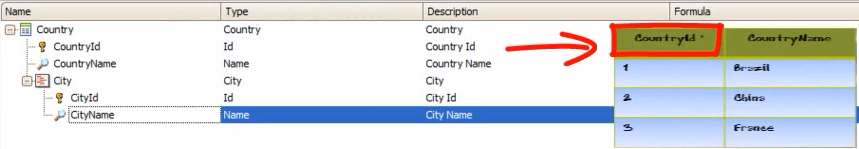 Name Type Description Formula
Country Country Country
CountryId Id Country Id
CountryName Name Country Name
City City City
CityId Id City Id
CityName Name City Name
CountryId * CountryName
1 Brazil
2 China
3 France